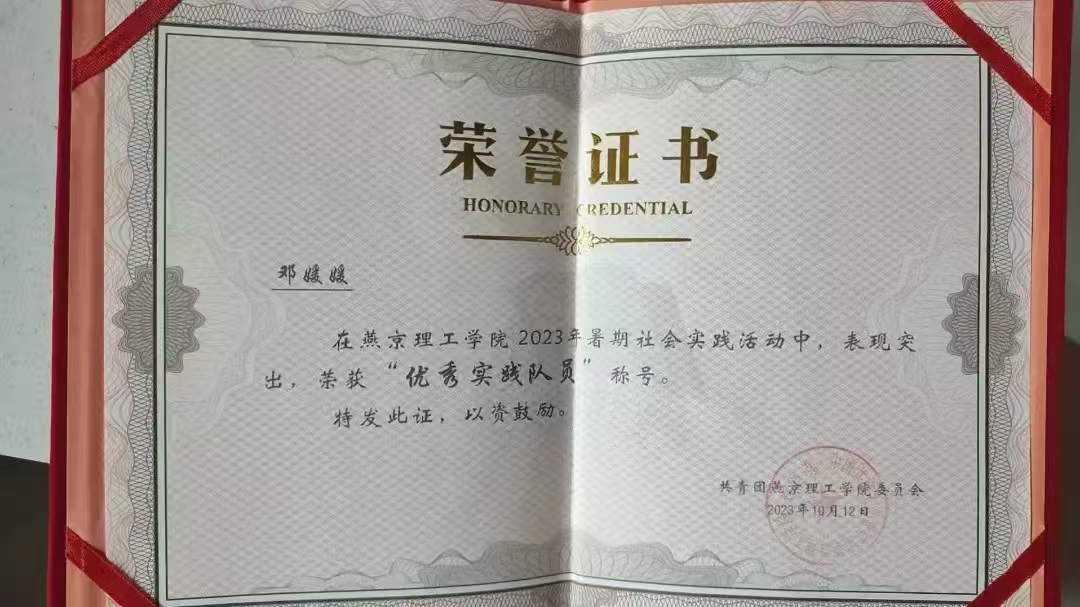 荣誉证书
HONORARY CREDENTIAL
邓媛媛
在燕京理工学院2023年暑期社会实践活动中，表现突
出，荣获“优秀实践队员”称号。
特发此证，以资鼓励。
共青团燕京理工学院委员会
2023年10月12日